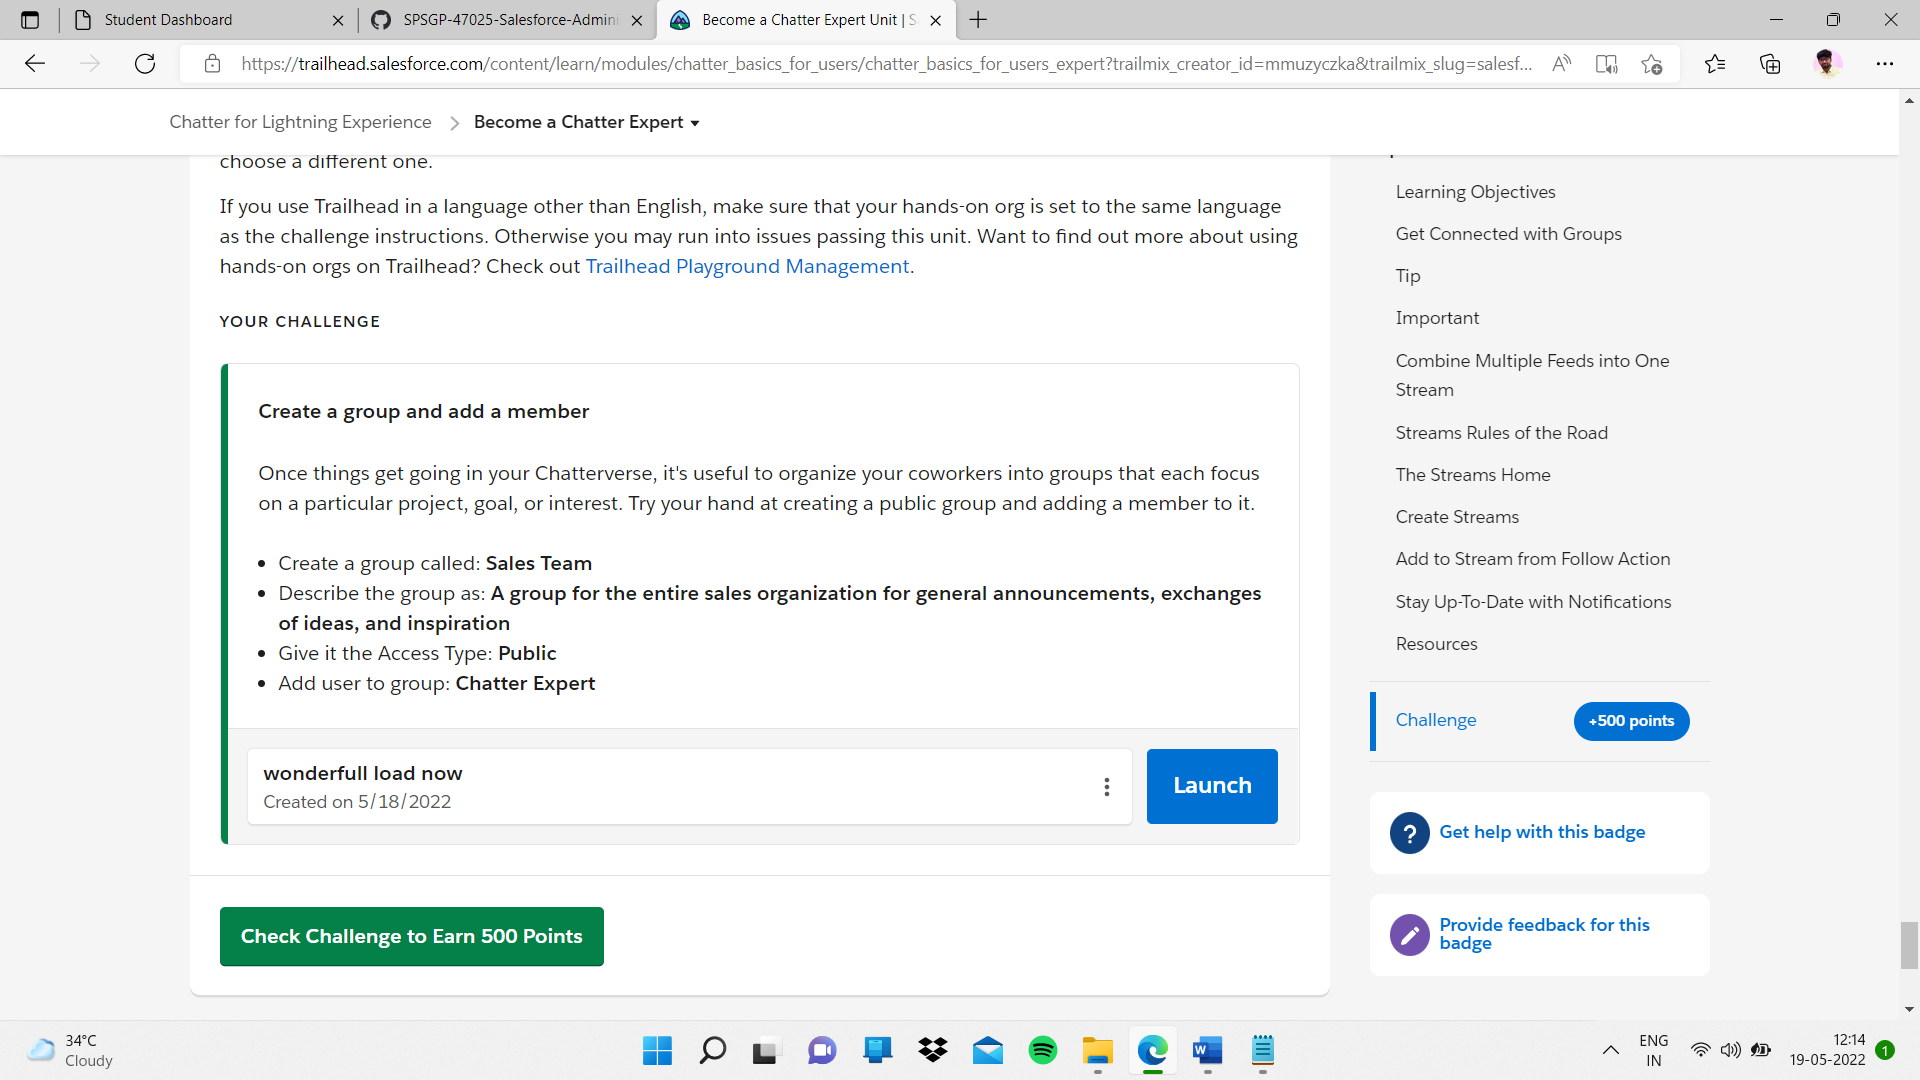 Student Dashboard
SPSGP-47025-Salesforce-Admini
Become a Chatter Expert Unit | S
https://trailhead.salesforce.com/content/learn/modules/chatter_basics_for_users/chatter_basics_for_users_expert?trailmix_creator_id=mmuzyczka&trailmix_slug=salesf...
Chatter for Lightning Experience
Become a Chatter Expert
choose a different one.
If you use Trailhead in a language other than English, make sure that your hands-on org is set to the same language
as the challenge instructions. Otherwise you may run into issues passing this unit. Want to find out more about using
hands-on orgs on Trailhead? Check out Trailhead Playground Management.
YOUR CHALLENGE
Create a group and add a member
Once things get going in your Chatterverse, it's useful to organize your coworkers into groups that each focus
on a particular project, goal, or interest. Try your hand at creating a public group and adding a member to it.
• Create a group called: Sales Team
• Describe the group as: A group for the entire sales organization for general announcements, exchanges
of ideas, and inspiration
• Give it the Access Type: Public
• Add user to group: Chatter Expert
wonderfull load now
Created on 5/18/2022
Launch
Check Challenge to Earn 500 Points
Learning Objectives
Get Connected with Groups
Tip
Important
Combine Multiple Feeds into One
Stream
Streams Rules of the Road
The Streams Home
Create Streams
Add to Stream from Follow Action
Stay Up-To-Date with Notifications
Resources
Challenge
+500 points
Get help with this badge
Provide feedback for this
badge
34°C
Cloudy
ENG
IN
12:14
19-05-2022
1